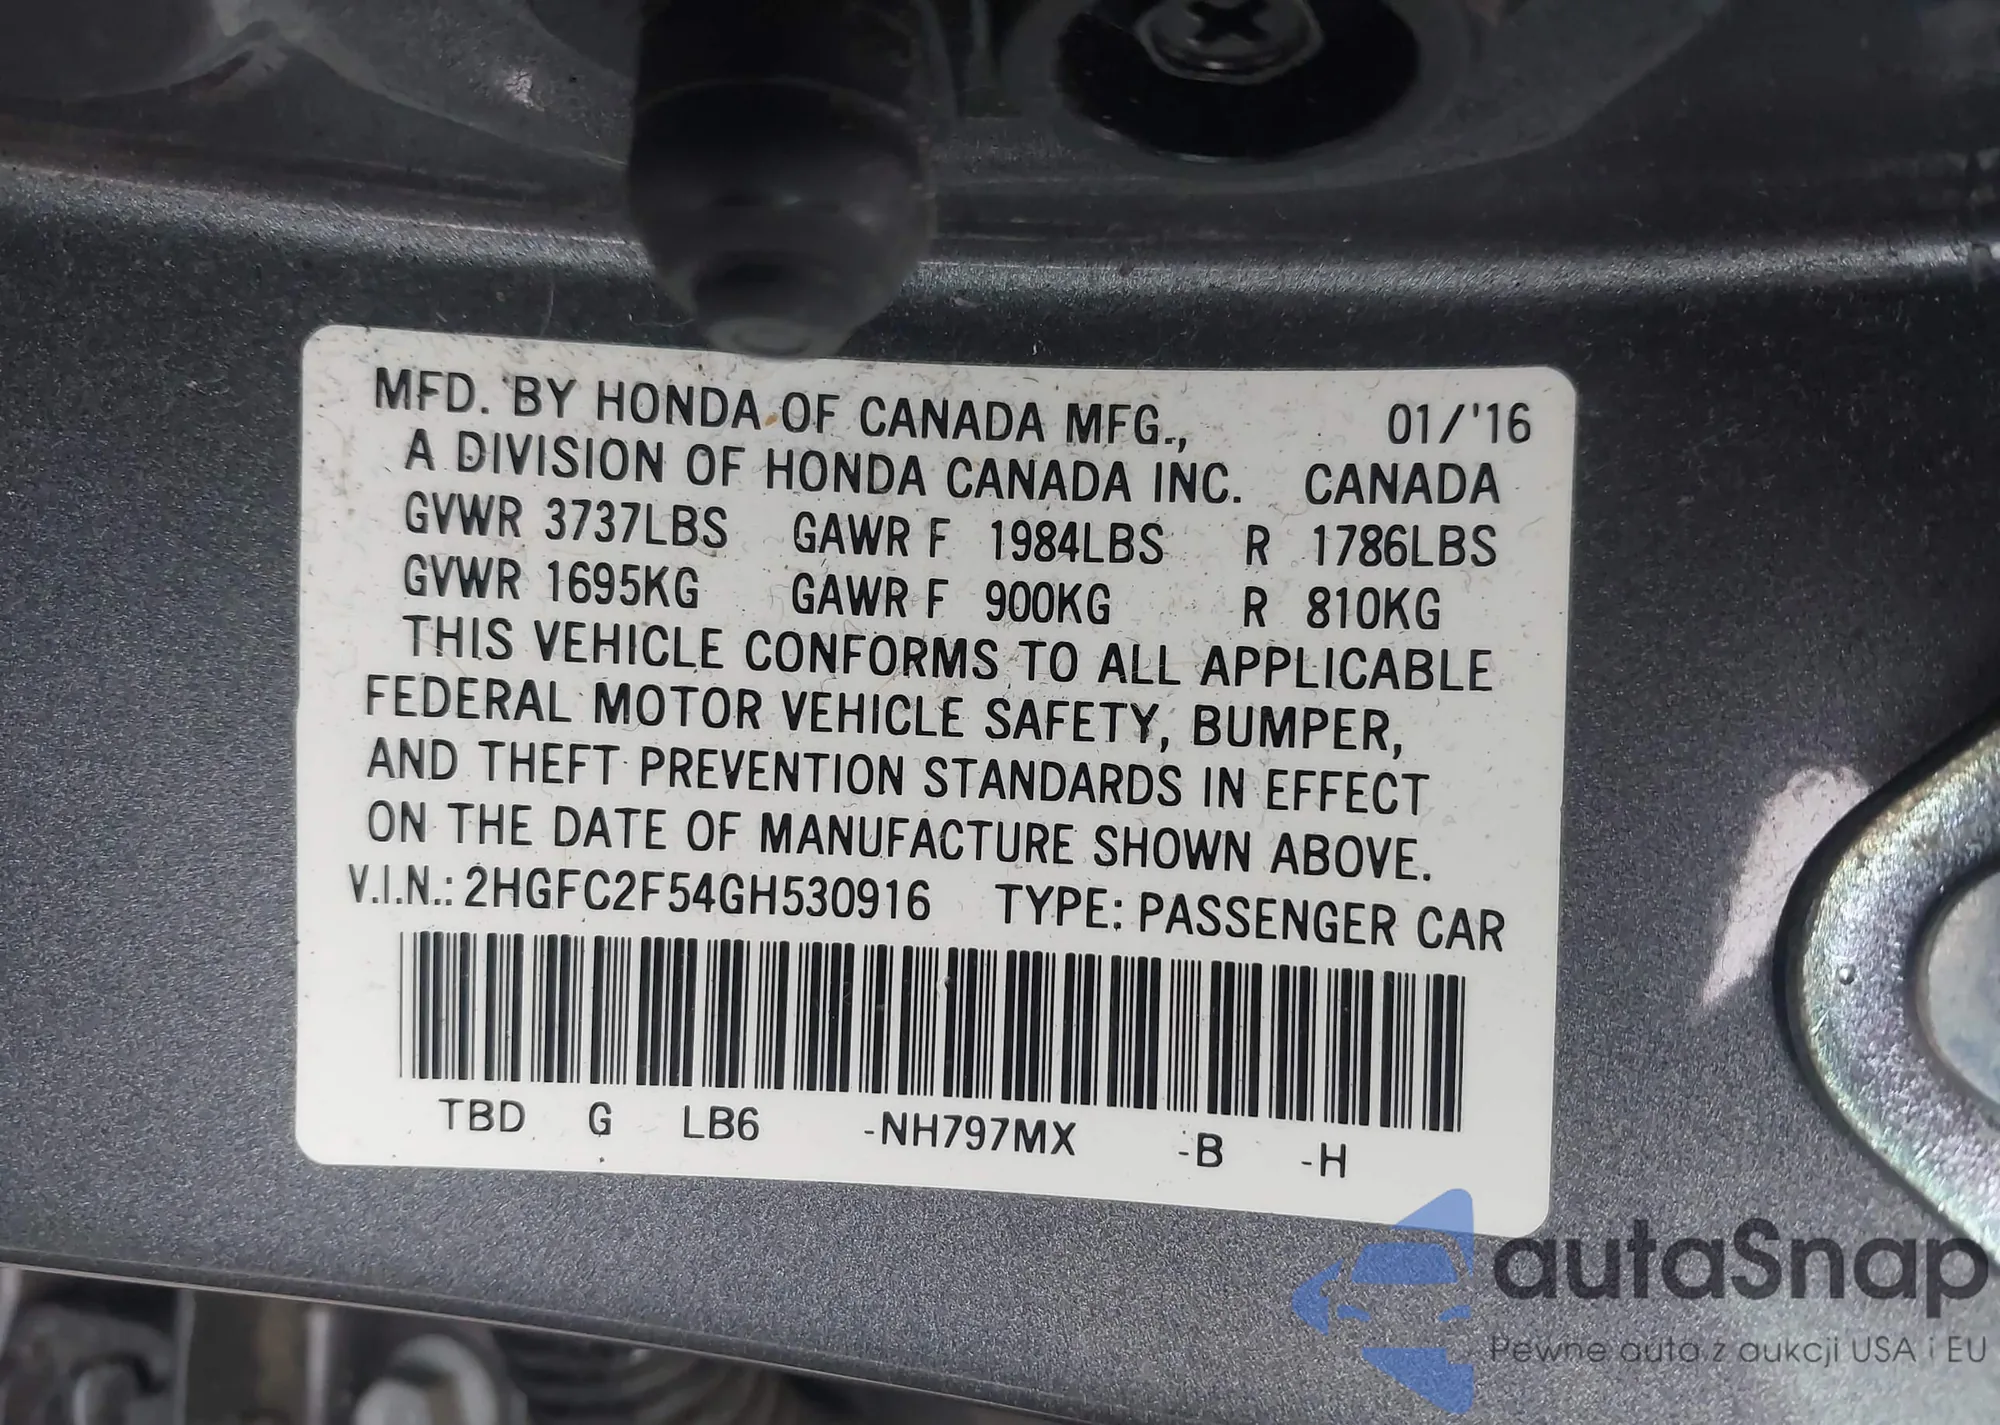 MFD. BY HONDA OF CANADA MFG., 01/'16
A DIVISION OF HONDA CANADA INC. CANADA
GVWR 3737LBS GAWR F 1984LBS R 1786LBS
GVWR 1695KG GAWR F 900KG R 810KG
THIS VEHICLE CONFORMS TO ALL APPLICABLE
FEDERAL MOTOR VEHICLE SAFETY, BUMPER,
AND THEFT PREVENTION STANDARDS IN EFFECT
ON THE DATE OF MANUFACTURE SHOWN ABOVE.
V.I.N.: 2HGFC2F54GH530916 TYPE: PASSENGER CAR
TBD G LB6 -NH797MX -B -H
autaSnap
Pewne auta z aukcji USA i EU